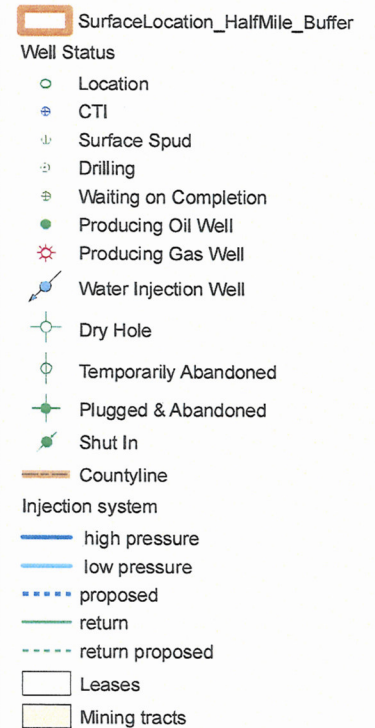 SurfaceLocation_HalfMile_Buffer
Well Status
Location
CTI
Surface Spud
Drilling
Waiting on Completion
Producing Oil Well
Producing Gas Well
Water Injection Well
Dry Hole
Temporarily Abandoned
Plugged & Abandoned
Shut In
Countyline
Injection system
high pressure
low pressure
proposed
return
return proposed
Leases
Mining tracts